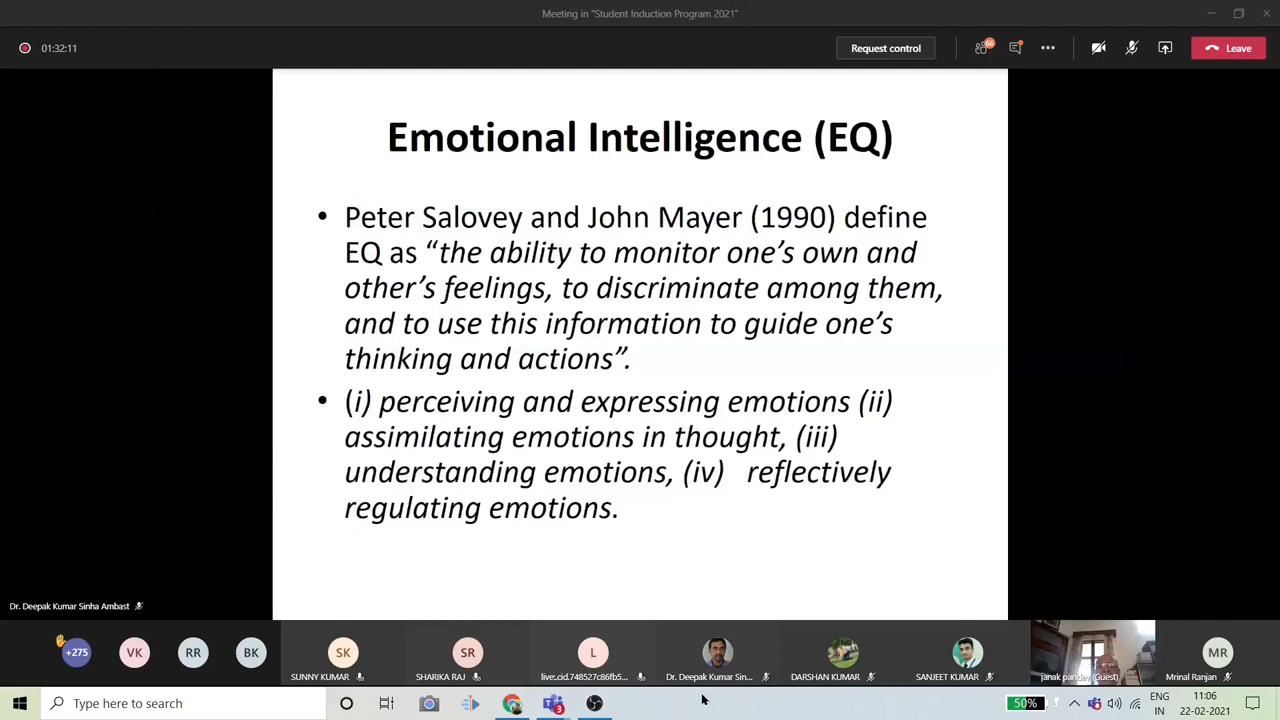 Meeting in "Student Induction Program 2021"
01:32:11
Request control
66
Leave
Emotional Intelligence (EQ)
• Peter Salovey and John Mayer (1990) define
EQ as “the ability to monitor one’s own and
other’s feelings, to discriminate among them,
and to use this information to guide one’s
thinking and actions”.
• (i) perceiving and expressing emotions (ii)
assimilating emotions in thought, (iii)
understanding emotions, (iv) reflectively
regulating emotions.
Dr. Deepak Kumar Sinha Ambast
+275
VK
RR
BK
SK
SUNNY KUMAR
SR
SHARIKA RAJ
L
live:.cid.748527c86fb5...
Dr. Deepak Kumar Sin...
DARSHAN KUMAR
SANJEET KUMAR
janak pandey (Guest)
MR
Mrinal Ranjan
Type here to search
3
50%
ENG
IN
11:06
22-02-2021